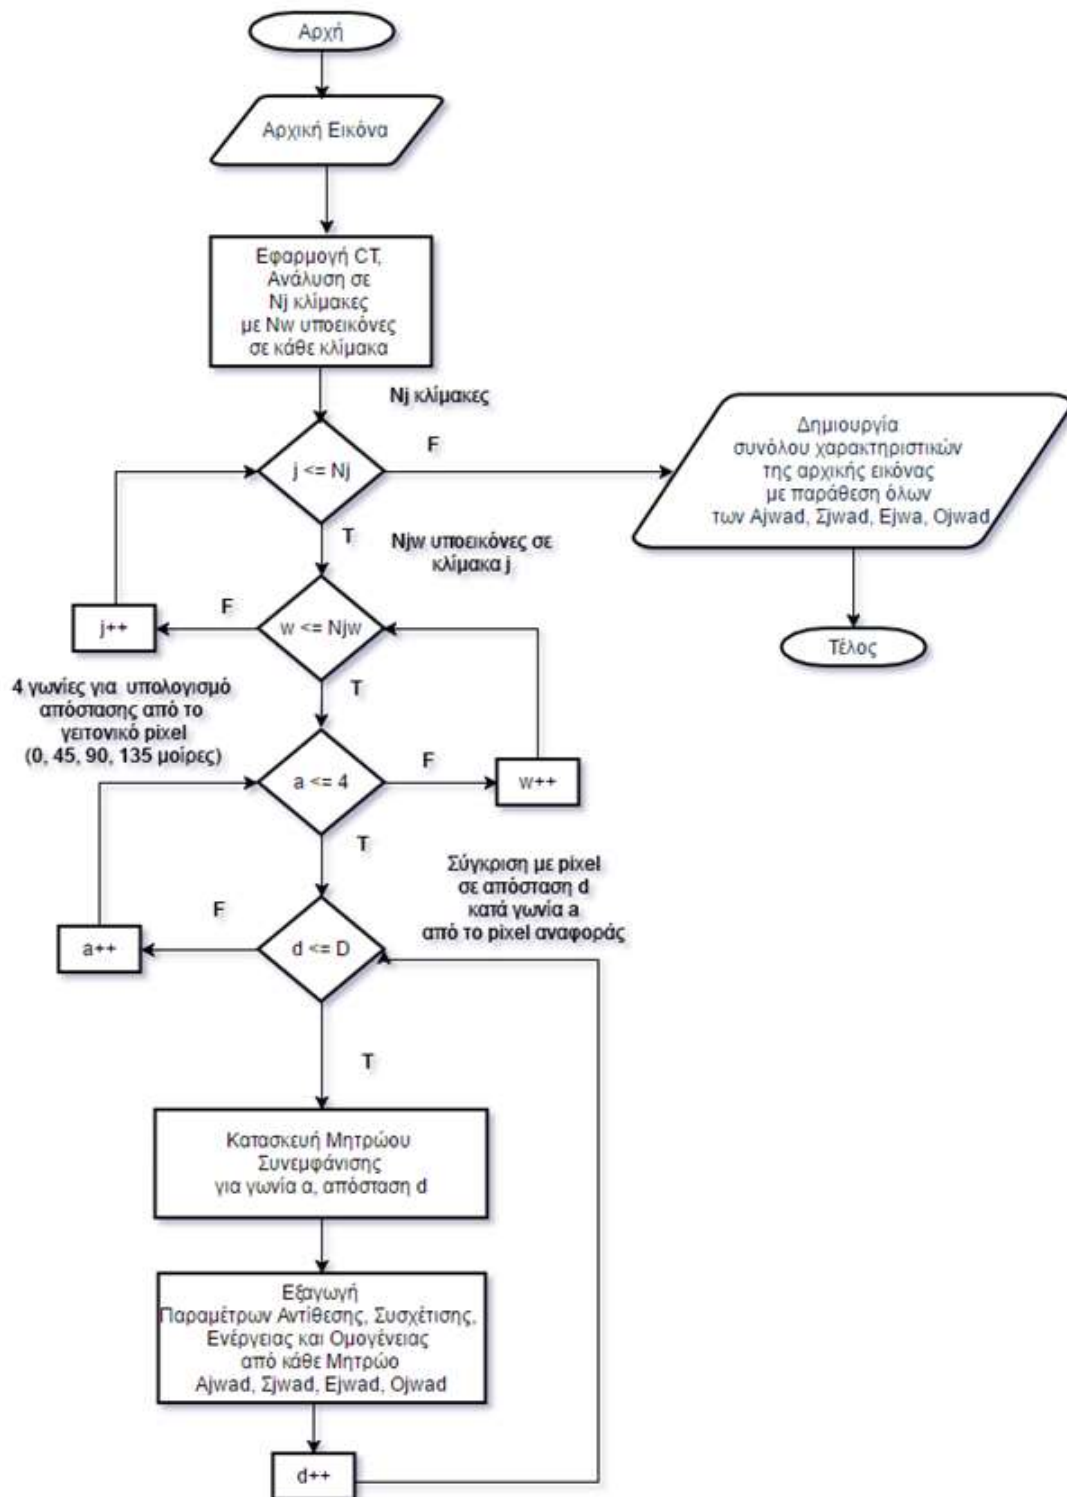 Αρχή
Αρχική Εικόνα
Εφαρμογή CT,
Ανάλυση σε
Nj κλίμακες
με Nw υποεικόνες
σε κάθε κλίμακα
Nj κλίμακες
j <= Nj
F
T
Δημιουργία
συνόλου χαρακτηριστικών
της αρχικής εικόνας
με παράθεση όλων
των Ajwad, Σjwad, Ejwa, Ojwad
Τέλος
Njw υποεικόνες σε
κλίμακα j
w <= Njw
F
j++
T
4 γωνίες για υπολογισμό
απόστασης από το
γειτονικό pixel
(0, 45, 90, 135 μοίρες)
a <= 4
F
w++
T
Σύγκριση με pixel
σε απόσταση d
κατά γωνία a
από το pixel αναφοράς
d <= D
F
a++
T
Κατασκευή Μητρώου
Συνεμφάνισης
για γωνία a, απόσταση d
Εξαγωγή
Παραμέτρων Αντίθεσης, Συσχέτισης,
Ενέργειας και Ομογένειας
από κάθε Μητρώο
Ajwad, Σjwad, Ejwad, Ojwad
d++